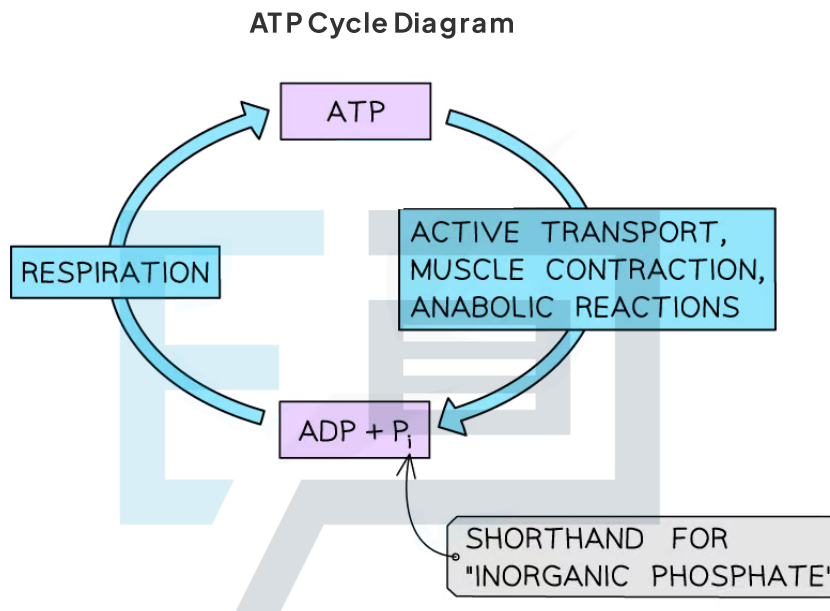 ATP Cycle Diagram
ATP
RESPIRATION
ACTIVE TRANSPORT,
MUSCLE CONTRACTION,
ANABOLIC REACTIONS
ADP + Pi
SHORTHAND FOR
"INORGANIC PHOSPHATE"